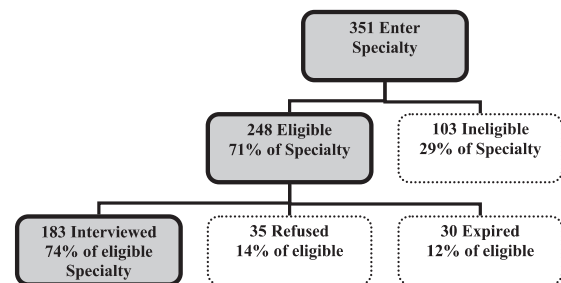 351 Enter
Specialty
248 Eligible
71% of Specialty
103 Ineligible
29% of Specialty
183 Interviewed
74% of eligible
Specialty
35 Refused
14% of eligible
30 Expired
12% of eligible